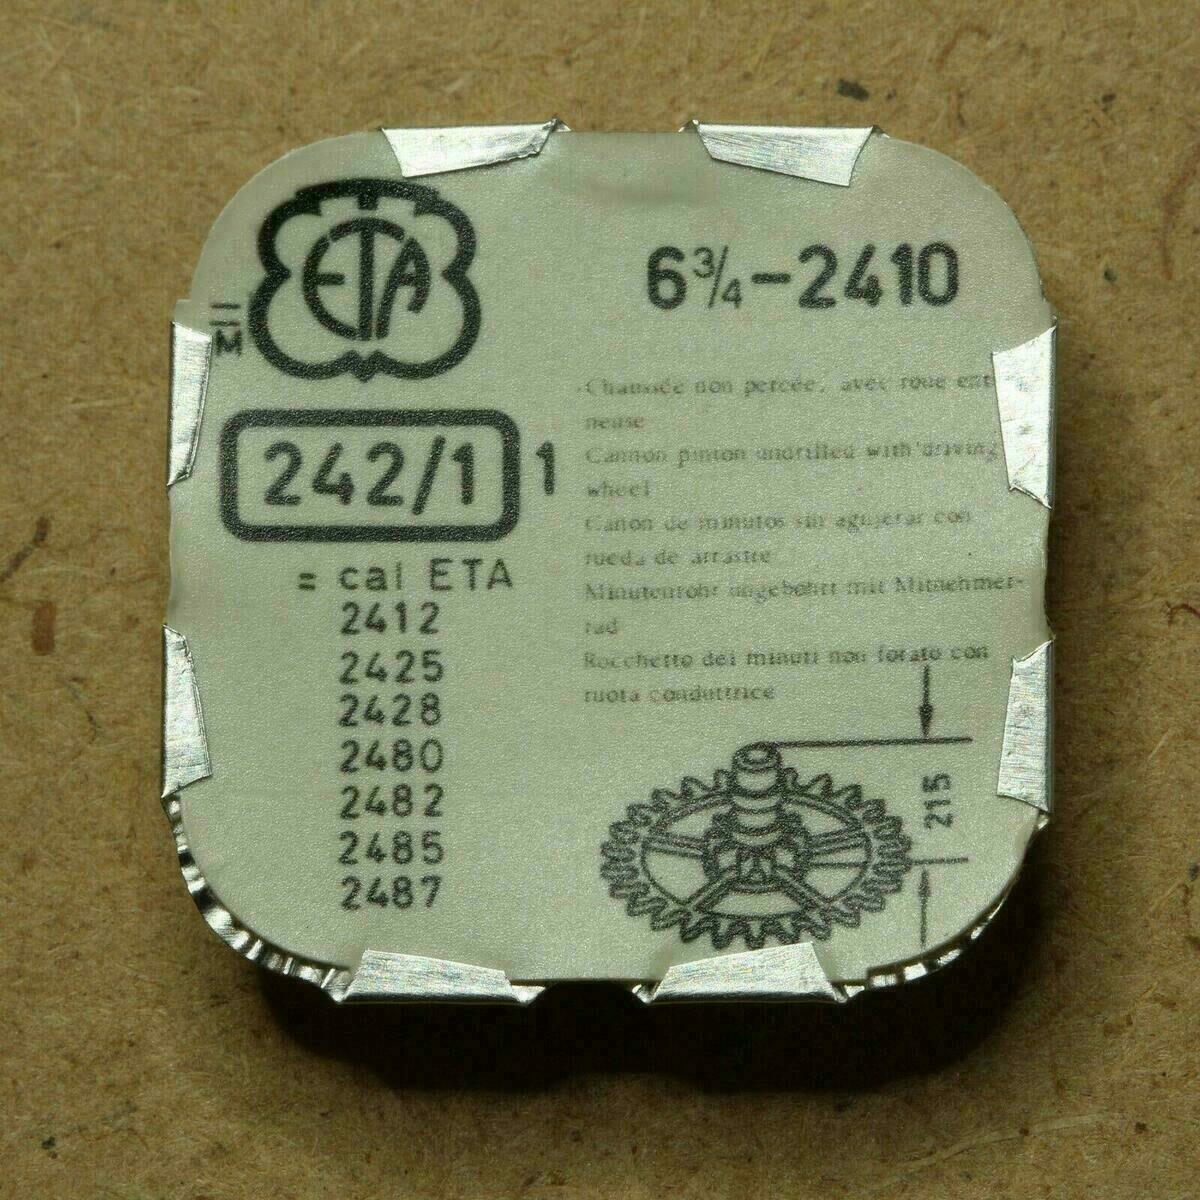 ETA
6¾-2410
M
242/1 1
= cal ETA
2412
2425
2428
2480
2482
2485
2487
Chaussée non percée, avec roue
neuse
Cannon pinion undrilled with driving
wheel
Canon de minutos sin agujerar con
rueda de arrastre
Minutenrohr ungebohrt mit Mitnehmer-
rad
Rocchetto dei minuti non forato con
ruota conduttrice
215